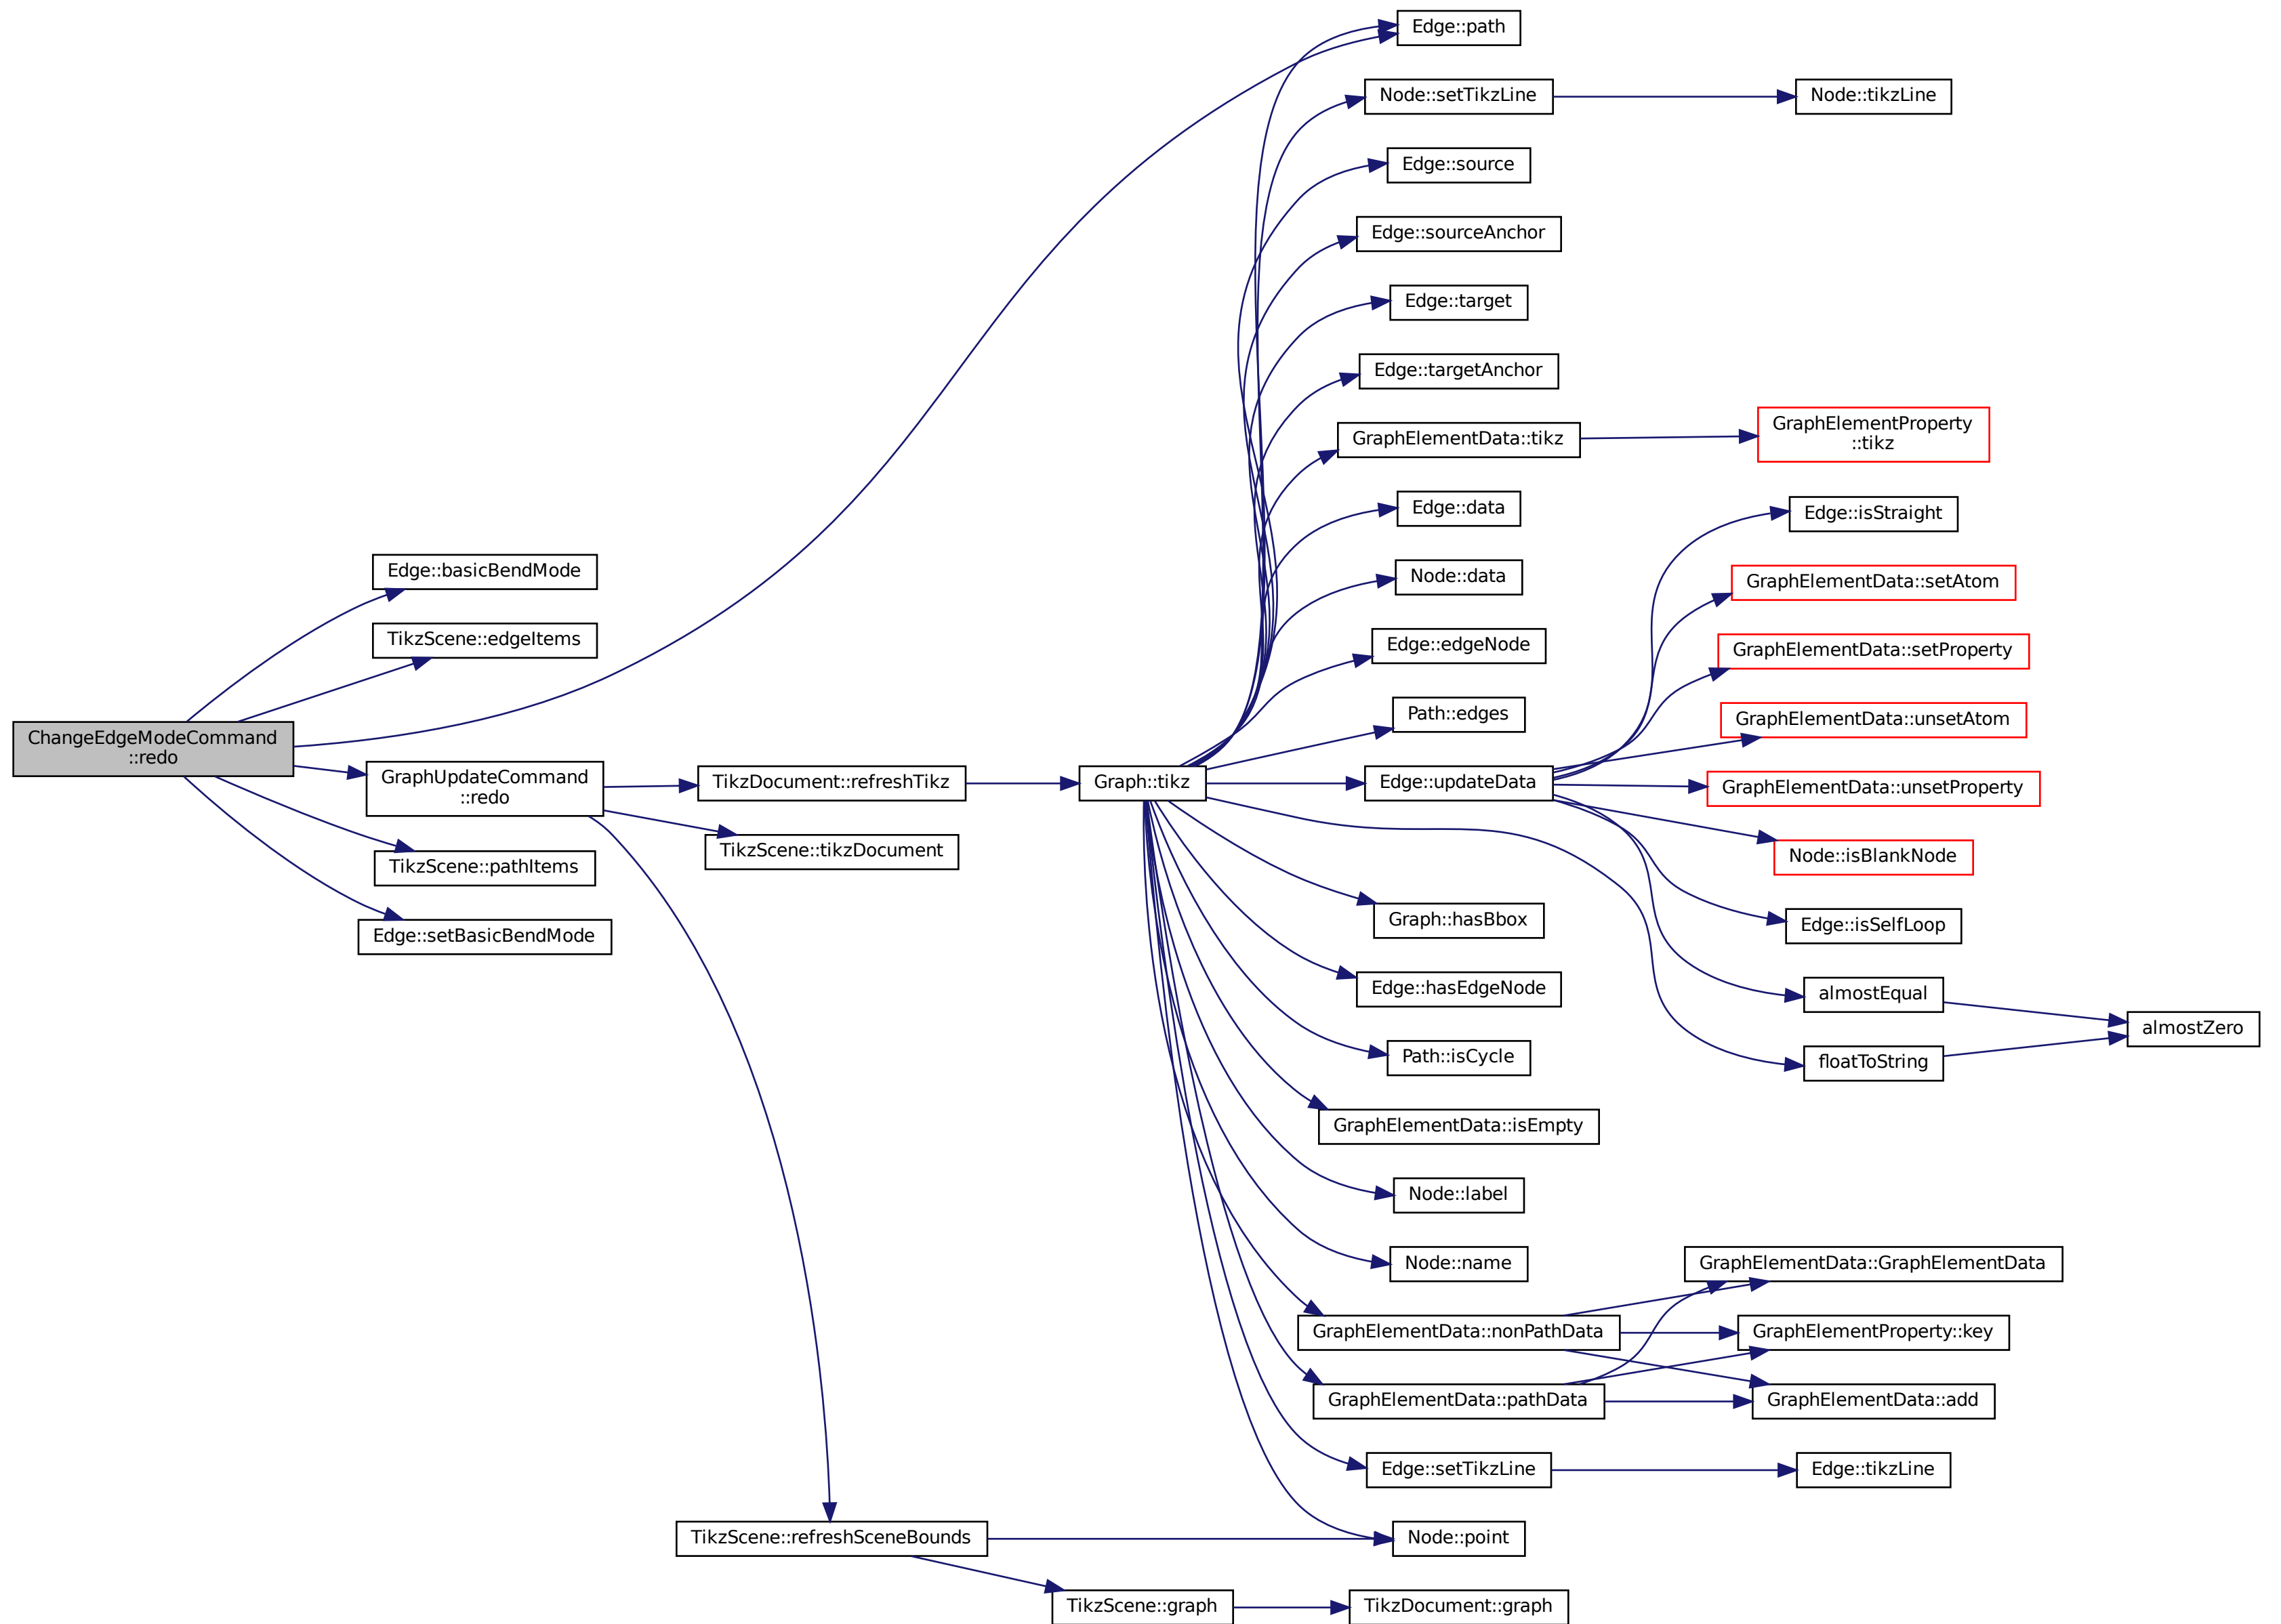 ChangeEdgeModeCommand
::redo
Edge::basicBendMode
TikzScene::edgeItems
GraphUpdateCommand
::redo
TikzScene::pathItems
Edge::setBasicBendMode
TikzDocument::refreshTikz
TikzScene::tikzDocument
TikzScene::refreshSceneBounds
Graph::tikz
TikzScene::graph
Edge::path
Node::setTikzLine
Edge::source
Edge::sourceAnchor
Edge::target
Edge::targetAnchor
GraphElementData::tikz
Edge::data
Node::data
Edge::edgeNode
Path::edges
Edge::updateData
Graph::hasBbox
Edge::hasEdgeNode
Path::isCycle
GraphElementData::isEmpty
Node::label
Node::name
GraphElementData::nonPathData
GraphElementData::pathData
Edge::setTikzLine
Node::point
TikzDocument::graph
Node::tikzLine
GraphElementProperty
::tikz
Edge::isStraight
GraphElementData::setAtom
GraphElementData::setProperty
GraphElementData::unsetAtom
GraphElementData::unsetProperty
Node::isBlankNode
Edge::isSelfLoop
almostEqual
floatToString
GraphElementData::GraphElementData
GraphElementProperty::key
GraphElementData::add
Edge::tikzLine
almostZero